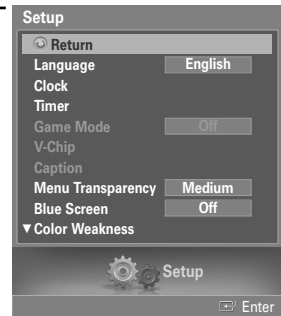 Setup
Return
Language English
Clock
Timer
Game Mode Off
V-Chip
Caption
Menu Transparency Medium
Blue Screen Off
▼Color Weakness
Setup
Enter